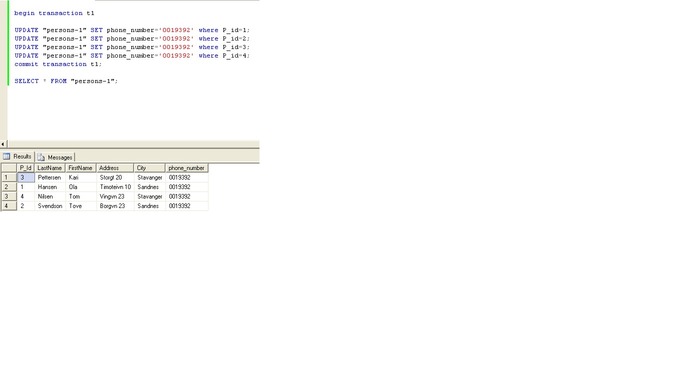 begin transaction t1
UPDATE "persons-1" SET phone_number='0019392' where P_id=1;
UPDATE "persons-1" SET phone_number='0019392' where P_id=2;
UPDATE "persons-1" SET phone_number='0019392' where P_id=3;
UPDATE "persons-1" SET phone_number='0019392' where P_id=4;
commit transaction t1;
SELECT * FROM "persons-1";
Results Messages
P_Id LastName FirstName Address City phone_number
1 3 Pettersen Kari Storgt 20 Stavanger 0019392
2 1 Hansen Ola Timoteivn 10 Sandnes 0019392
3 4 Nilsen Tom Vingvn 23 Stavanger 0019392
4 2 Svendson Tove Borgvn 23 Sandnes 0019392